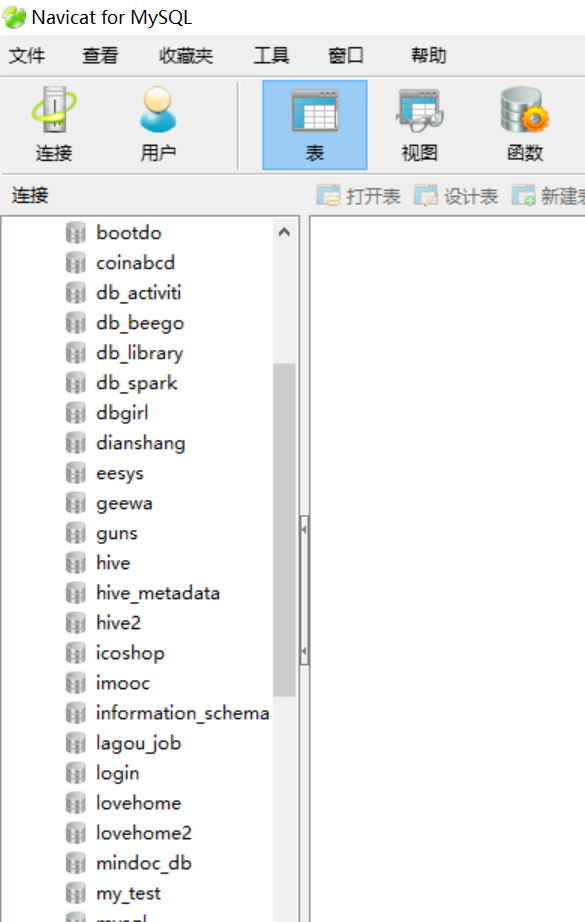 Navicat for MySQL
文件 查看 收藏夹 工具 窗口 帮助
连接 用户 表 视图 函数
连接 打开表 设计表 新建表
bootdo
coinabcd
db_activiti
db_beego
db_library
db_spark
dbgirl
dianshang
eesys
geewa
guns
hive
hive_metadata
hive2
icoshop
imooc
information_schema
lagou_job
login
lovehome
lovehome2
mindoc_db
my_test
mysql